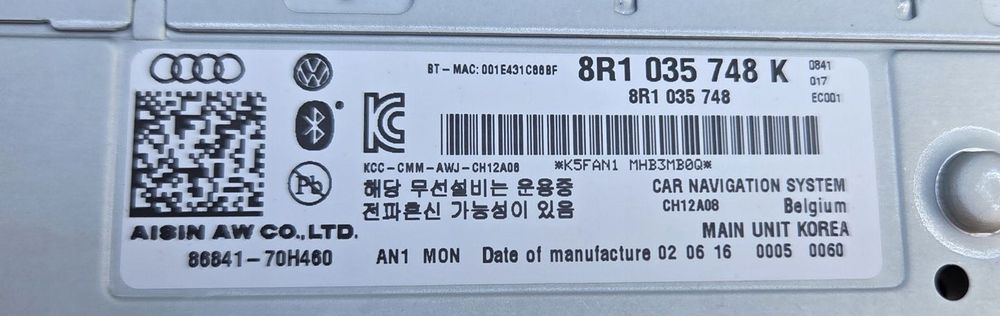 BT-MAC:001E431C68BF 8R1 035 748 K 0841
8R1 035 748 017
EC001
KCC-CMM-AWJ-CH12A08 *K5FAN1 MHB3MB0Q*
해당 무선설비는 운용중 CAR NAVIGATION SYSTEM
전파혼신 가능성이 있음 CH12A08 Belgium
AISIN AW CO.,LTD. MAIN UNIT KOREA
86841-70H460 AN1 MON Date of manufacture 02 06 16 0005 0060
Pb